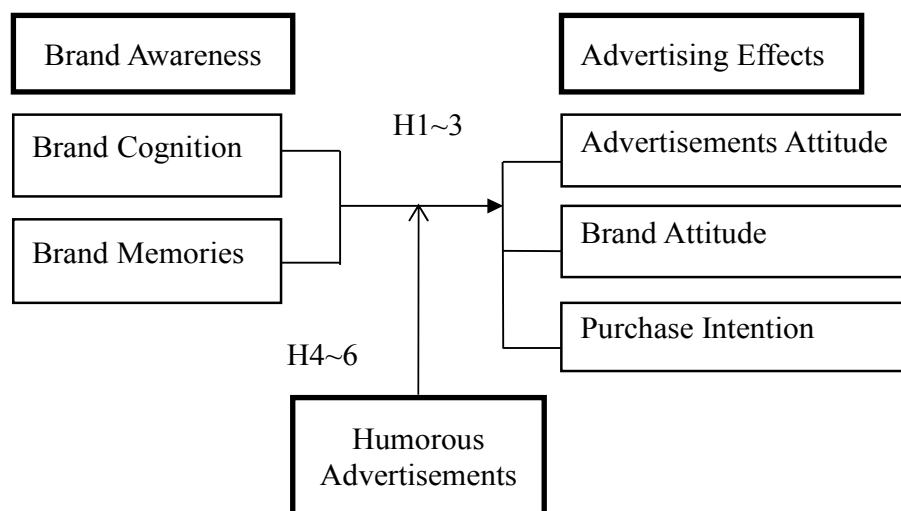 Brand Awareness
Advertising Effects
H1~3
Brand Cognition
Advertisements Attitude
Brand Memories
Brand Attitude
Purchase Intention
H4~6
Humorous
Advertisements